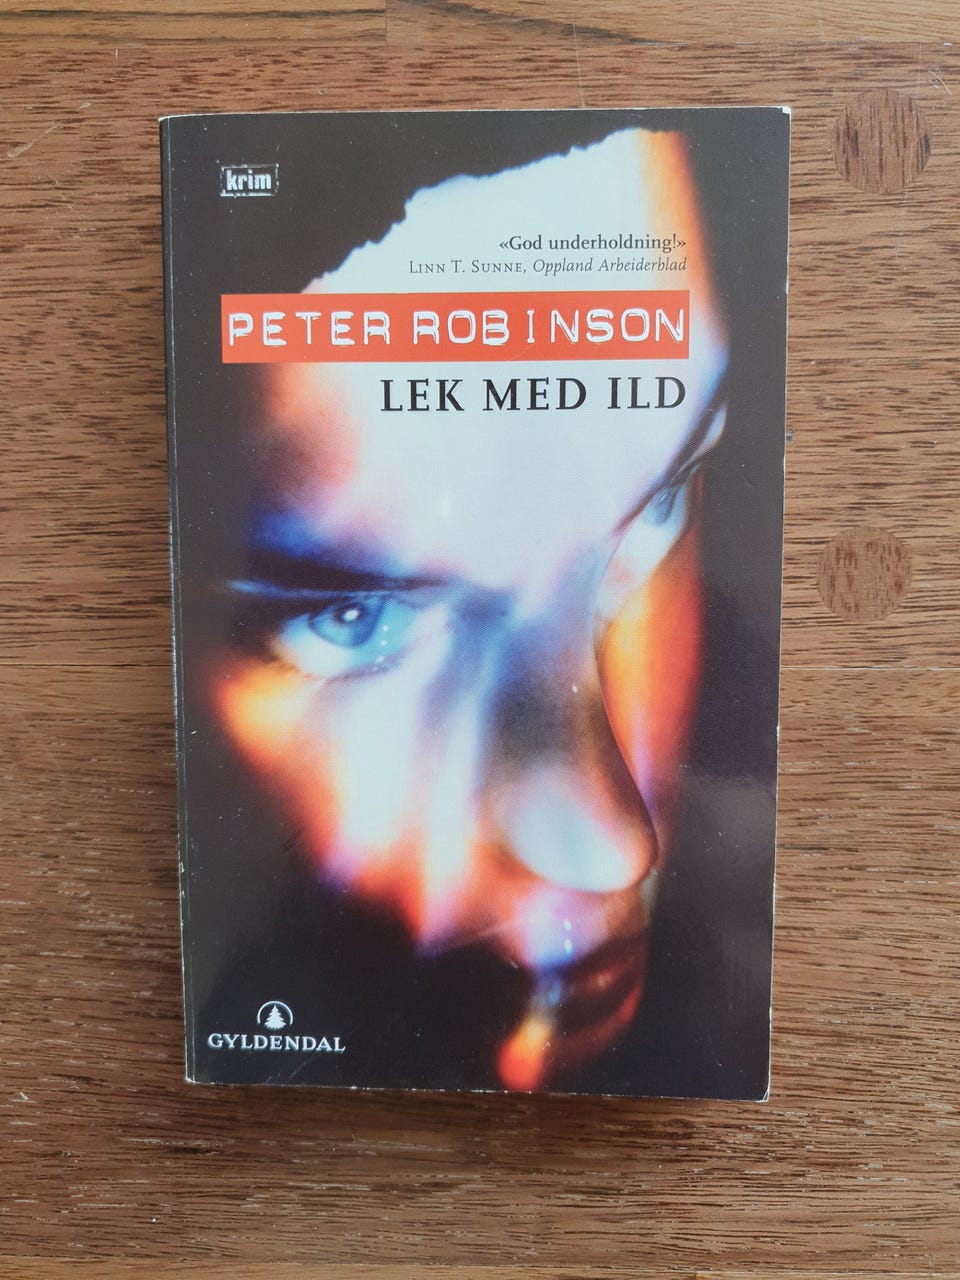 krim
«God underholdning!»
LINN T. SUNNE, Oppland Arbeiderblad
PETER ROBINSON
LEK MED ILD
GYLDENDAL